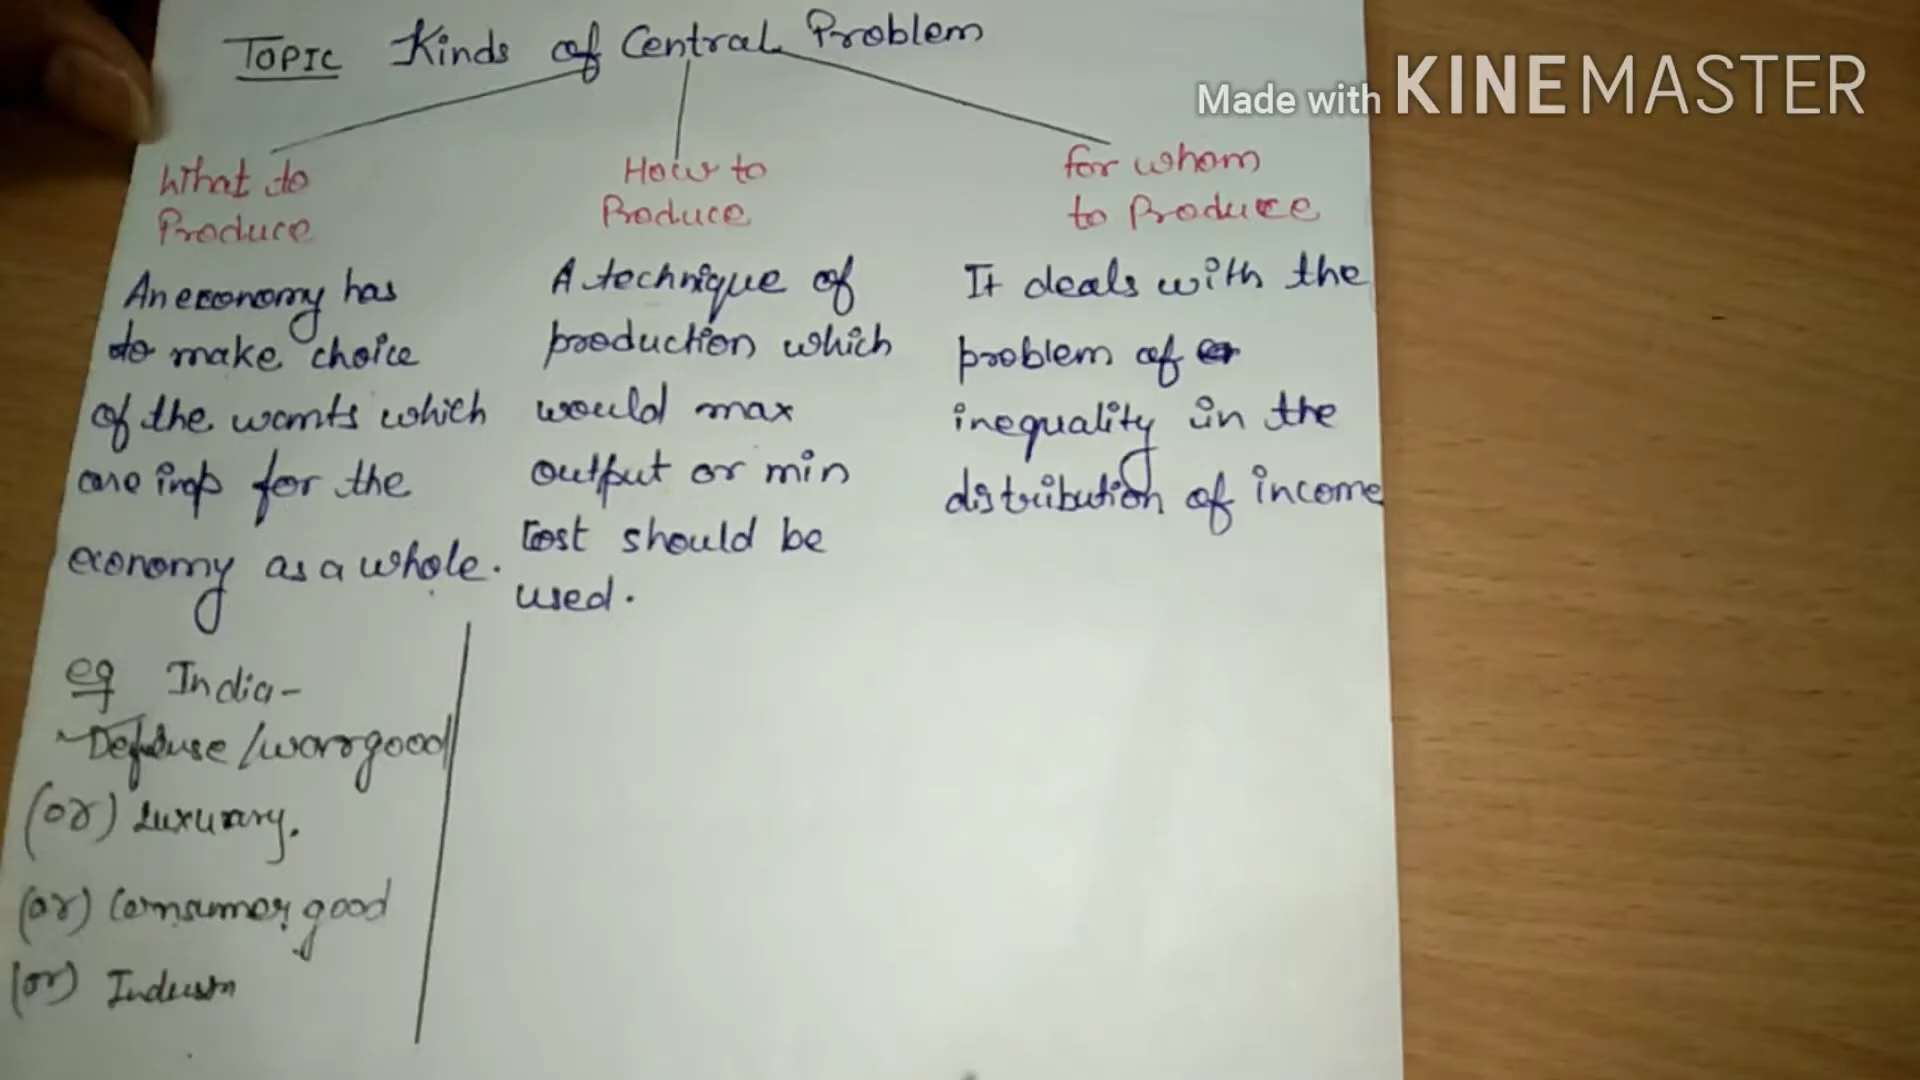 TOPIC Kinds of Central Problem
Made with KINEMASTER
What to
Produce
An economy has
to make choice
of the wants which
are imp for the
economy as a whole.
eg India-
Defense/war good
(or) Luxurary.
(or) Consumer good
(or) Industn
How to
Produce
A technique of
production which
would max
output or min
Cost should be
used.
for whom
to Produce
It deals with the
problem of
inequality in the
distribution of income